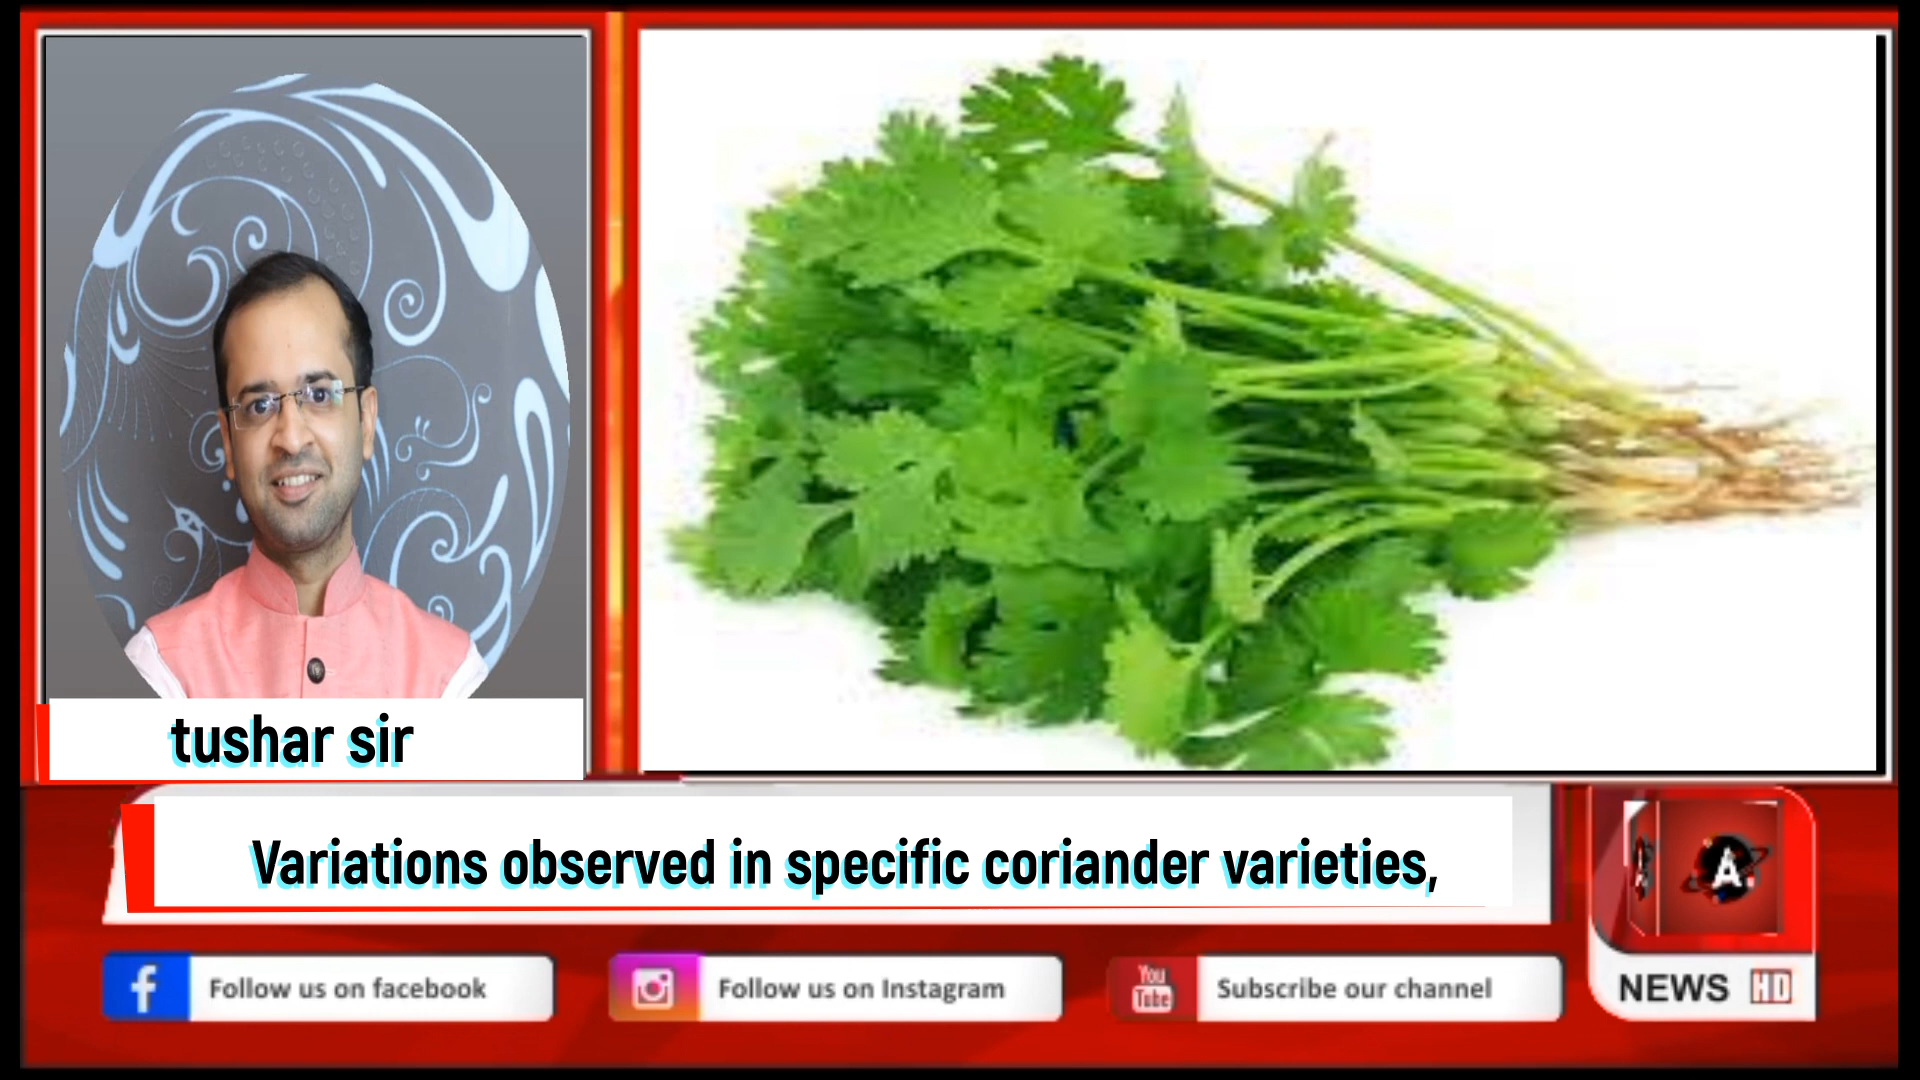 tushar sir
Variations observed in specific coriander varieties,
f Follow us on facebook
Follow us on Instagram
You
Tube
Subscribe our channel
A
NEWS HD